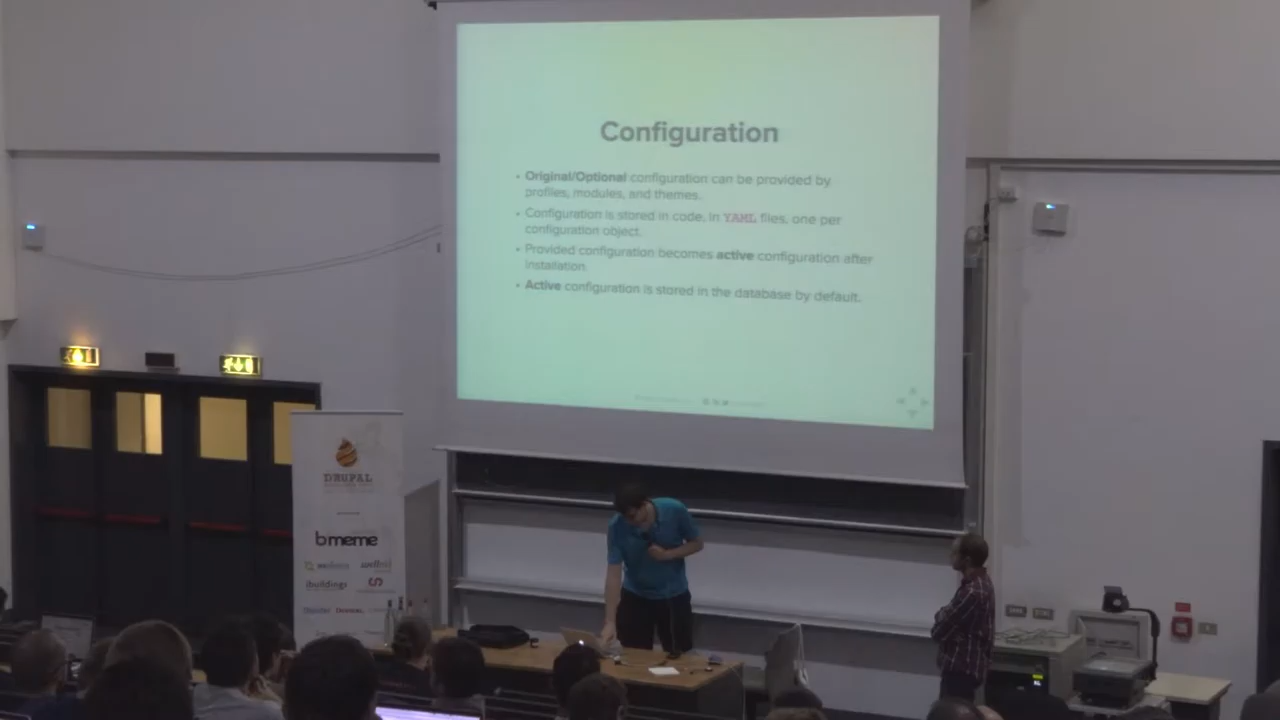 Configuration
• Original/Optional configuration can be provided by
profiles, modules, and themes.
• Configuration is stored in code, in YAML files, one per
configuration object.
• Provided configuration becomes active configuration after
installation
• Active configuration is stored in the database by default.
DRUPAL
bmeme
ibuildings